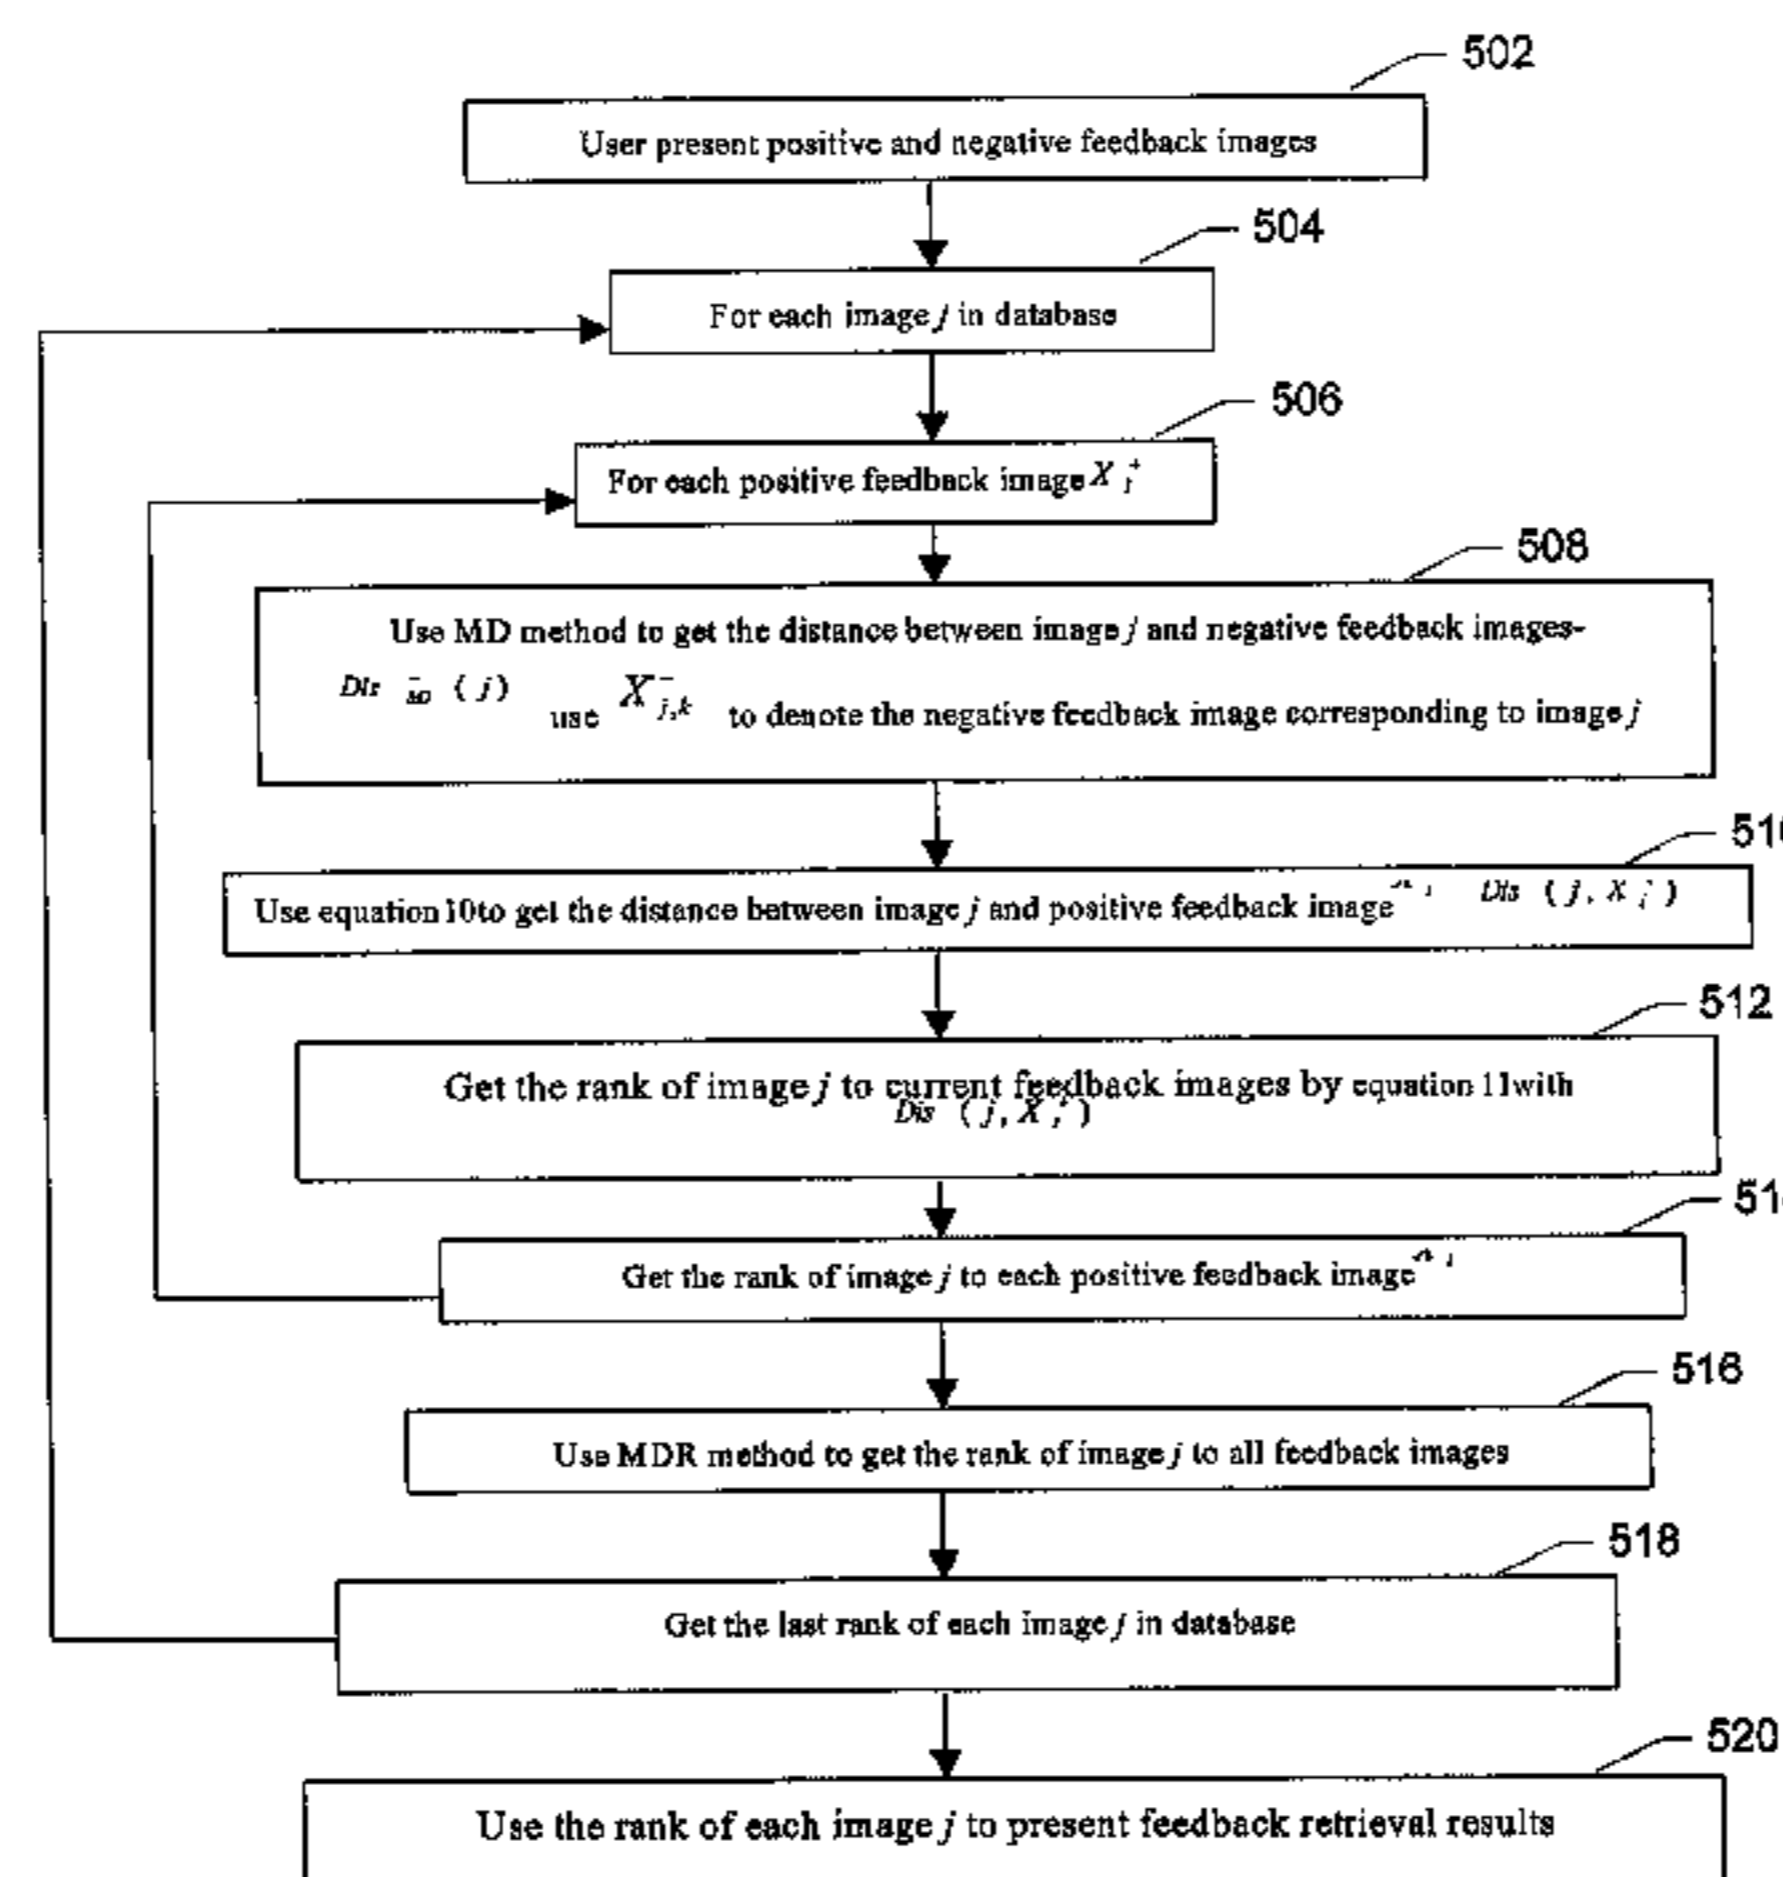 502
User present positive and negative feedback images
504
For each image j in database
506
For each positive feedback image X i +
508
Use MD method to get the distance between image j and negative feedback images-
Dis - MD (j) use X - j,k to denote the negative feedback image corresponding to image j
Use equation 10to get the distance between image j and positive feedback image Dis (j, X i + )
512
Get the rank of image j to current feedback images by equation 11with
Dis (j, X i + )
Get the rank of image j to each positive feedback image
516
Use MDR method to get the rank of image j to all feedback images
518
Get the last rank of each image j in database
520
Use the rank of each image j to present feedback retrieval results